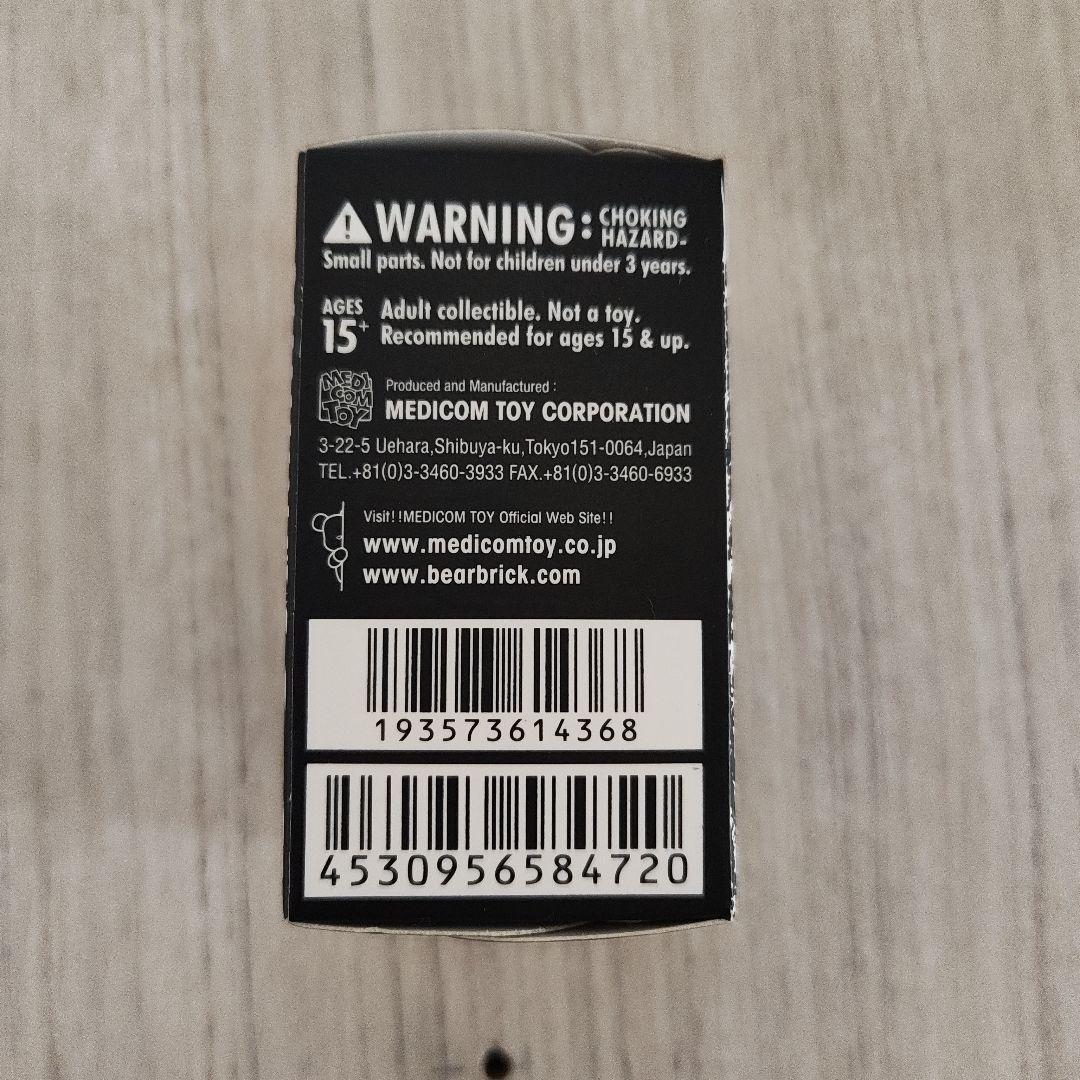 WARNING: CHOKING HAZARD-
Small parts. Not for children under 3 years.
AGES 15+
Adult collectible. Not a toy.
Recommended for ages 15 & up.
MEDI COM TOY
Produced and Manufactured :
MEDICOM TOY CORPORATION
3-22-5 Uehara,Shibuya-ku,Tokyo151-0064,Japan
TEL.+81(0)3-3460-3933 FAX.+81(0)3-3460-6933
Visit!!MEDICOM TOY Official Web Site!!
www.medicomtoy.co.jp
www.bearbrick.com
193573614368
4530956584720